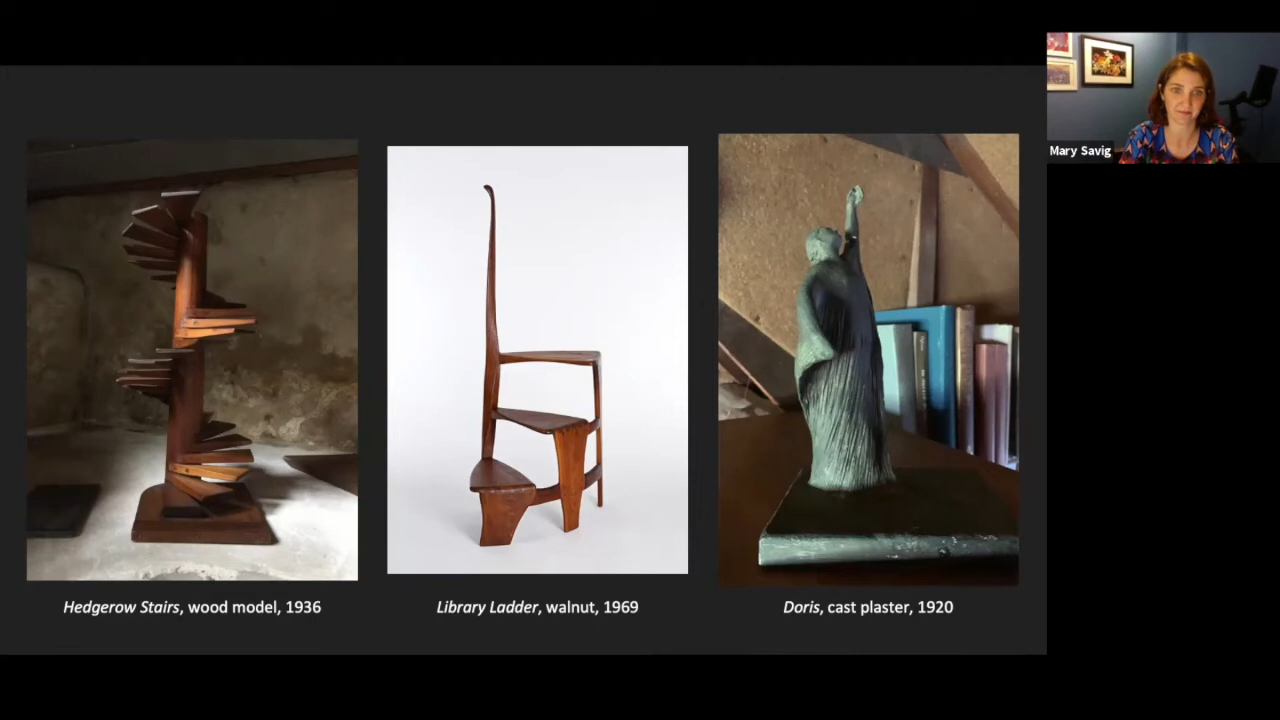 Mary Savig
Hedgerow Stairs, wood model, 1936
Library Ladder, walnut, 1969
Doris, cast plaster, 1920